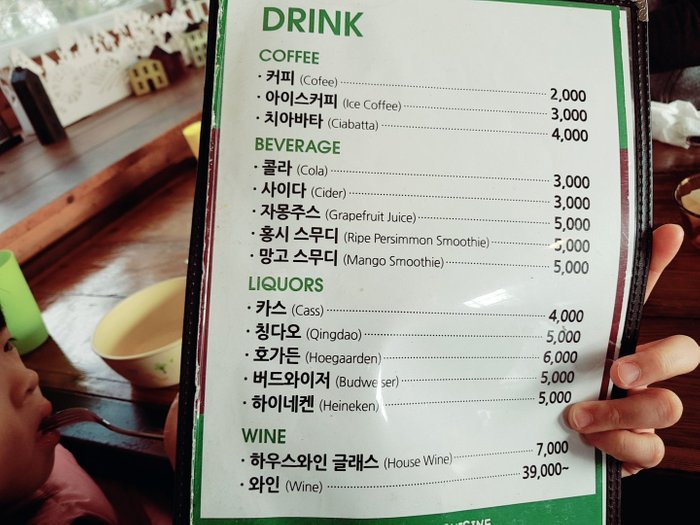 DRINK
COFFEE
· 커피 (Cofee) 2,000
· 아이스커피 (Ice Coffee) 3,000
· 치아바타 (Ciabatta) 4,000
BEVERAGE
· 콜라 (Cola) 3,000
· 사이다 (Cider) 3,000
· 자몽주스 (Grapefruit Juice) 5,000
· 홍시 스무디 (Ripe Persimmon Smoothie) 5,000
· 망고 스무디 (Mango Smoothie) 5,000
LIQUORS
· 카스 (Cass) 4,000
· 칭다오 (Qingdao) 5,000
· 호가든 (Hoegaarden) 6,000
· 버드와이저 (Budweiser) 5,000
· 하이네켄 (Heineken) 5,000
WINE
· 하우스와인 글래스 (House Wine) 7,000
· 와인 (Wine) 39,000~